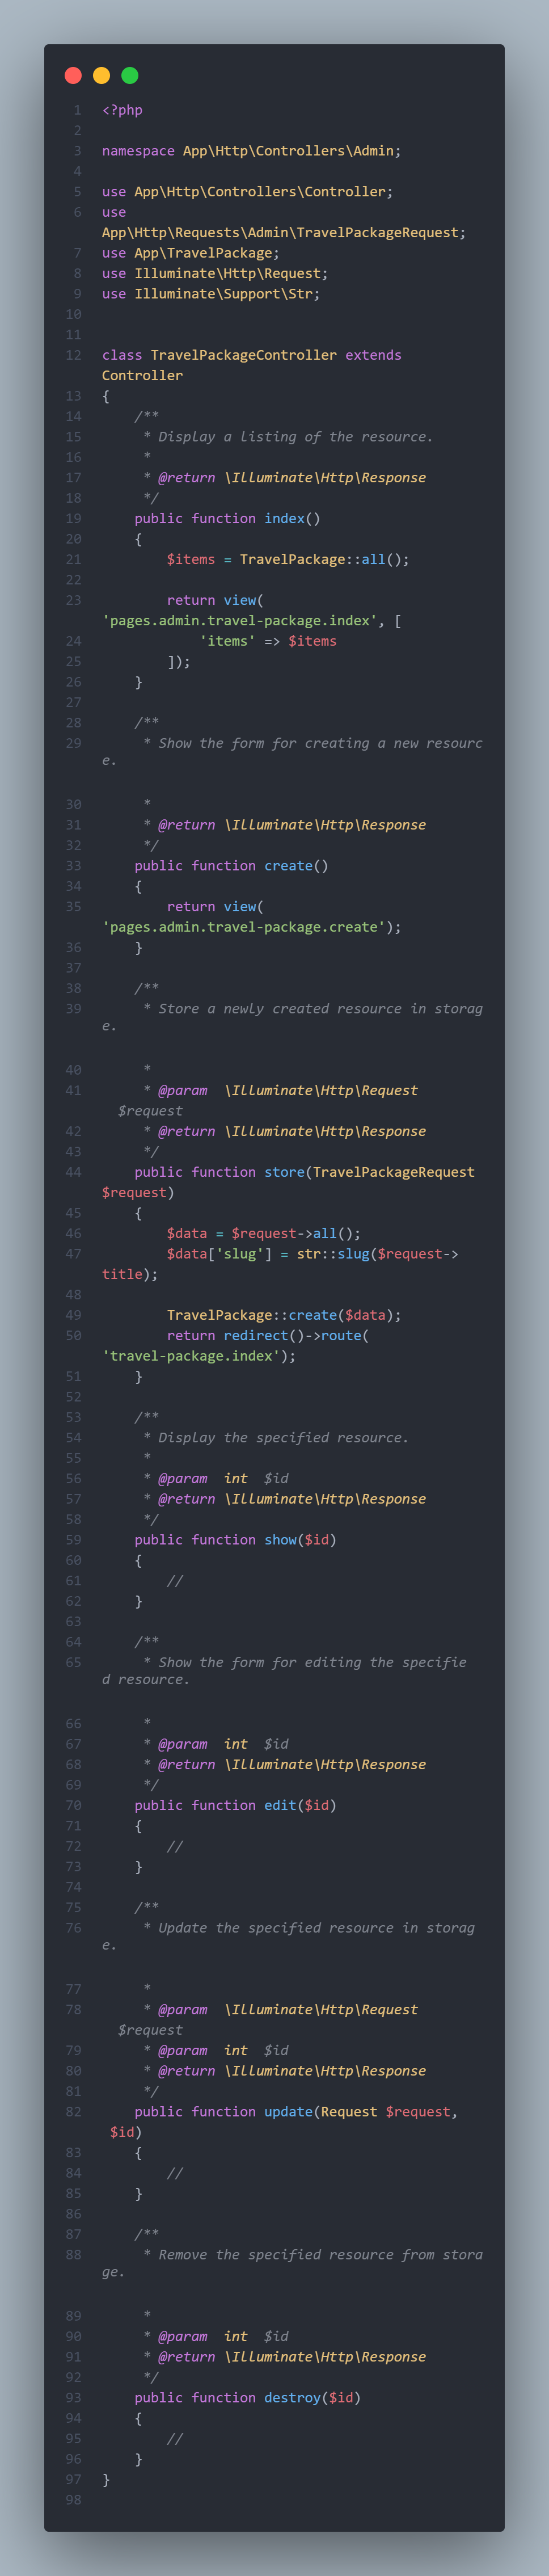 1 <?php
2
3 namespace App\Http\Controllers\Admin;
4
5 use App\Http\Controllers\Controller;
6 use
App\Http\Requests\Admin\TravelPackageRequest;
7 use App\TravelPackage;
8 use Illuminate\Http\Request;
9 use Illuminate\Support\Str;
10
11
12 class TravelPackageController extends
Controller
13 {
14     /**
15      * Display a listing of the resource.
16      *
17      * @return \Illuminate\Http\Response
18      */
19     public function index()
20     {
21         $items = TravelPackage::all();
22
23         return view(
'pages.admin.travel-package.index', [
24             'items' => $items
25         ]);
26     }
27
28     /**
29      * Show the form for creating a new resourc
e.
30      *
31      * @return \Illuminate\Http\Response
32      */
33     public function create()
34     {
35         return view(
'pages.admin.travel-package.create');
36     }
37
38     /**
39      * Store a newly created resource in storag
e.
40      *
41      * @param  \Illuminate\Http\Request
  $request
42      * @return \Illuminate\Http\Response
43      */
44     public function store(TravelPackageRequest
$request)
45     {
46         $data = $request->all();
47         $data['slug'] = str::slug($request->
title);
48
49         TravelPackage::create($data);
50         return redirect()->route(
'travel-package.index');
51     }
52
53     /**
54      * Display the specified resource.
55      *
56      * @param  int  $id
57      * @return \Illuminate\Http\Response
58      */
59     public function show($id)
60     {
61         //
62     }
63
64     /**
65      * Show the form for editing the specifie
d resource.
66      *
67      * @param  int  $id
68      * @return \Illuminate\Http\Response
69      */
70     public function edit($id)
71     {
72         //
73     }
74
75     /**
76      * Update the specified resource in storag
e.
77      *
78      * @param  \Illuminate\Http\Request
  $request
79      * @param  int  $id
80      * @return \Illuminate\Http\Response
81      */
82     public function update(Request $request,
 $id)
83     {
84         //
85     }
86
87     /**
88      * Remove the specified resource from stora
ge.
89      *
90      * @param  int  $id
91      * @return \Illuminate\Http\Response
92      */
93     public function destroy($id)
94     {
95         //
96     }
97 }
98